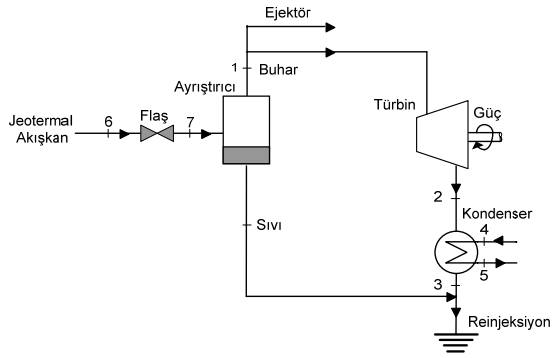 Ejektör
1
Buhar
Ayrıştırıcı
Türbin
Güç
Jeotermal
Akışkan
6
Flaş
7
2
Kondenser
4
5
Sıvı
3
Reinjeksiyon